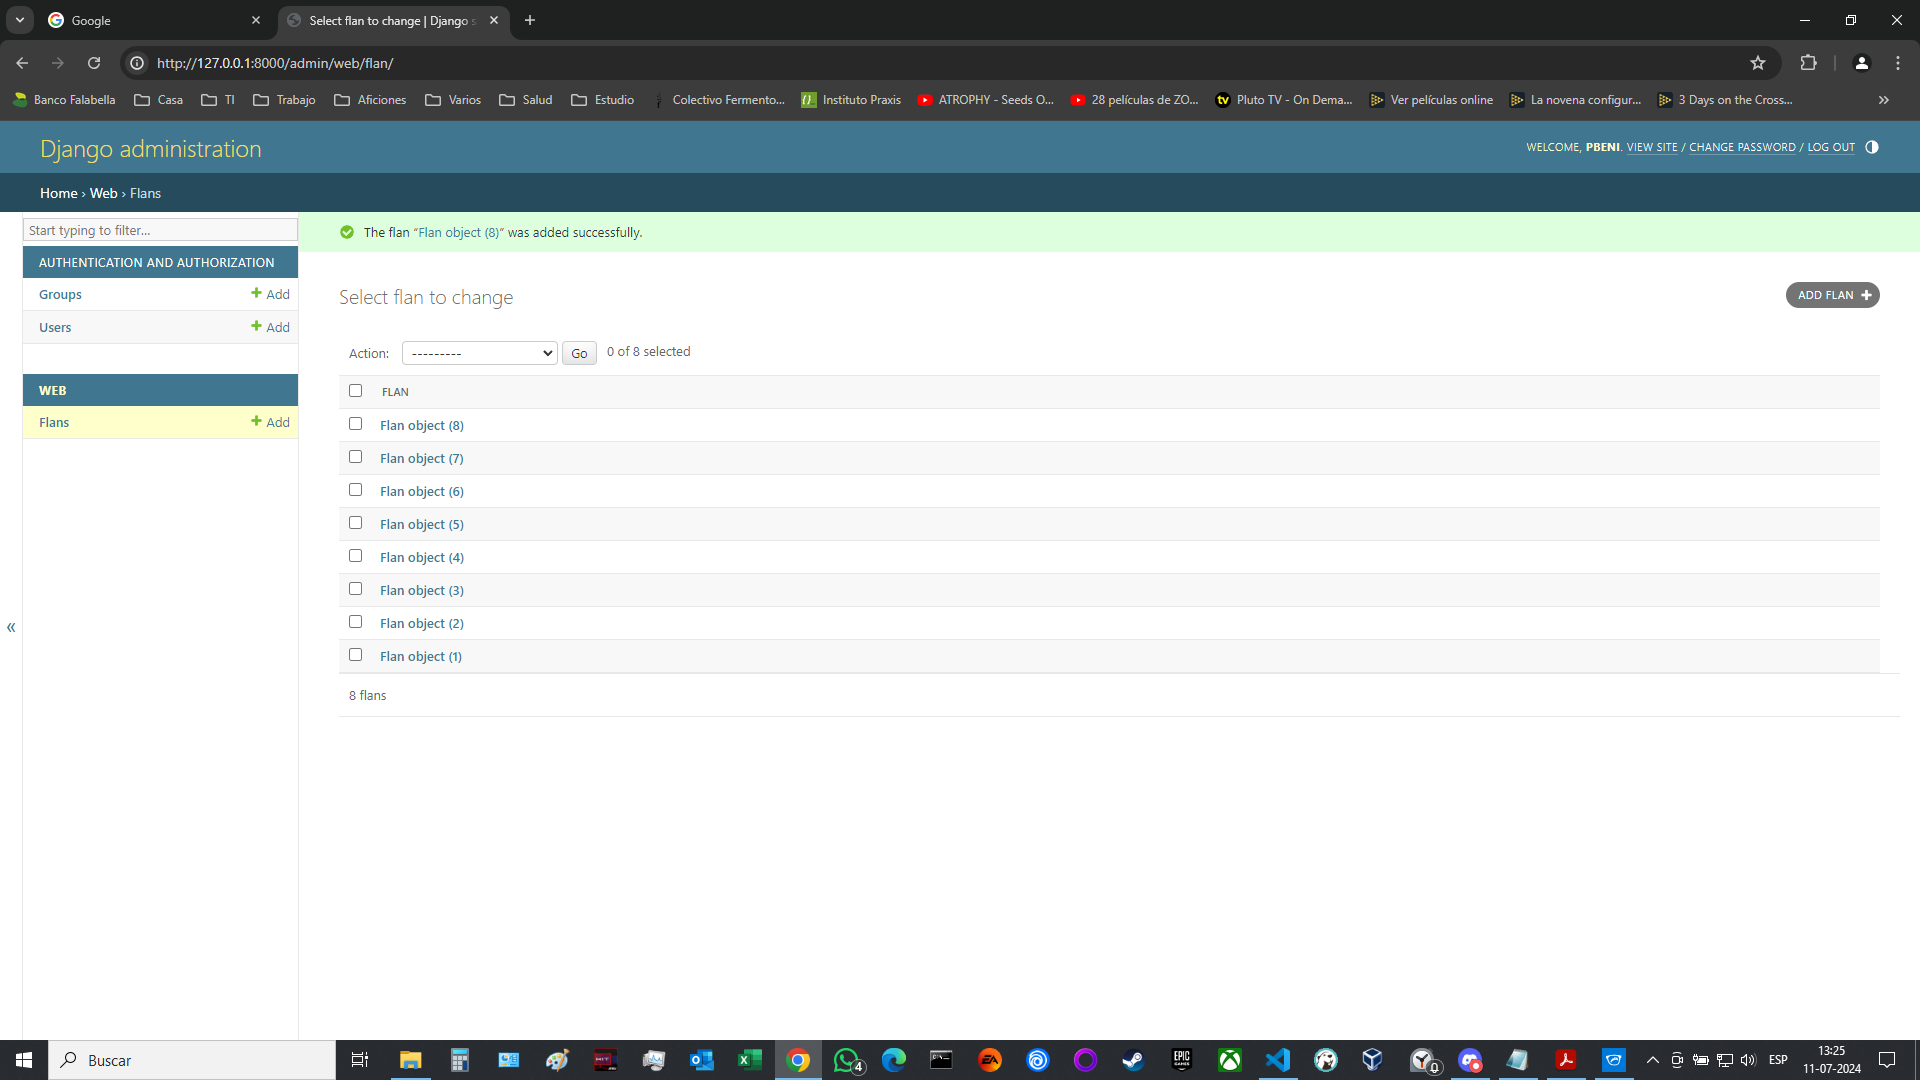 Google
Select flan to change | Django s
http://127.0.0.1:8000/admin/web/flan/
Banco Falabella
Casa
TI
Trabajo
Aficiones
Varios
Salud
Estudio
Colectivo Fermento...
Instituto Praxis
ATROPHY - Seeds O...
28 películas de ZO...
Pluto TV - On Dema...
Ver películas online
La novena configur...
3 Days on the Cross...
Django administration
WELCOME, PBENI. VIEW SITE / CHANGE PASSWORD / LOG OUT
Home › Web › Flans
Start typing to filter...
AUTHENTICATION AND AUTHORIZATION
Groups + Add
Users + Add
WEB
Flans + Add
«
The flan “Flan object (8)” was added successfully.
Select flan to change
ADD FLAN +
Action: --------- Go 0 of 8 selected
FLAN
Flan object (8)
Flan object (7)
Flan object (6)
Flan object (5)
Flan object (4)
Flan object (3)
Flan object (2)
Flan object (1)
8 flans
Buscar
4
EA
EPIC GAMES
0
ESP
13:25
11-07-2024